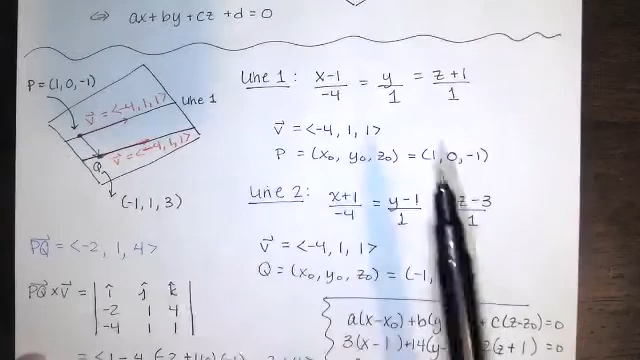 ⇔ ax+by+cz+d=0
P=(1,0,-1)
v⃗=<-4,1,1>
Line 1
v⃗=<-4,1,1>
Q
(-1,1,3)
P⃗Q=<-2,1,4>
P⃗Q×v⃗= | î ĵ k̂ |
-2 1 4
-4 1 1
Line 1: (x-1)/-4 = y/1 = (z+1)/1
v⃗=<-4,1,1>
P=(x₀,y₀,z₀)=(1,0,-1)
Line 2: (x+1)/-4 = (y-1)/1 (z-3)/1
v⃗=<-4,1,1>
Q=(x₀,y₀,z₀)=(-1,
a(x-x₀)+b(y +c(z-z₀)=0
3(x-1)+14(y 2(z+1)=0